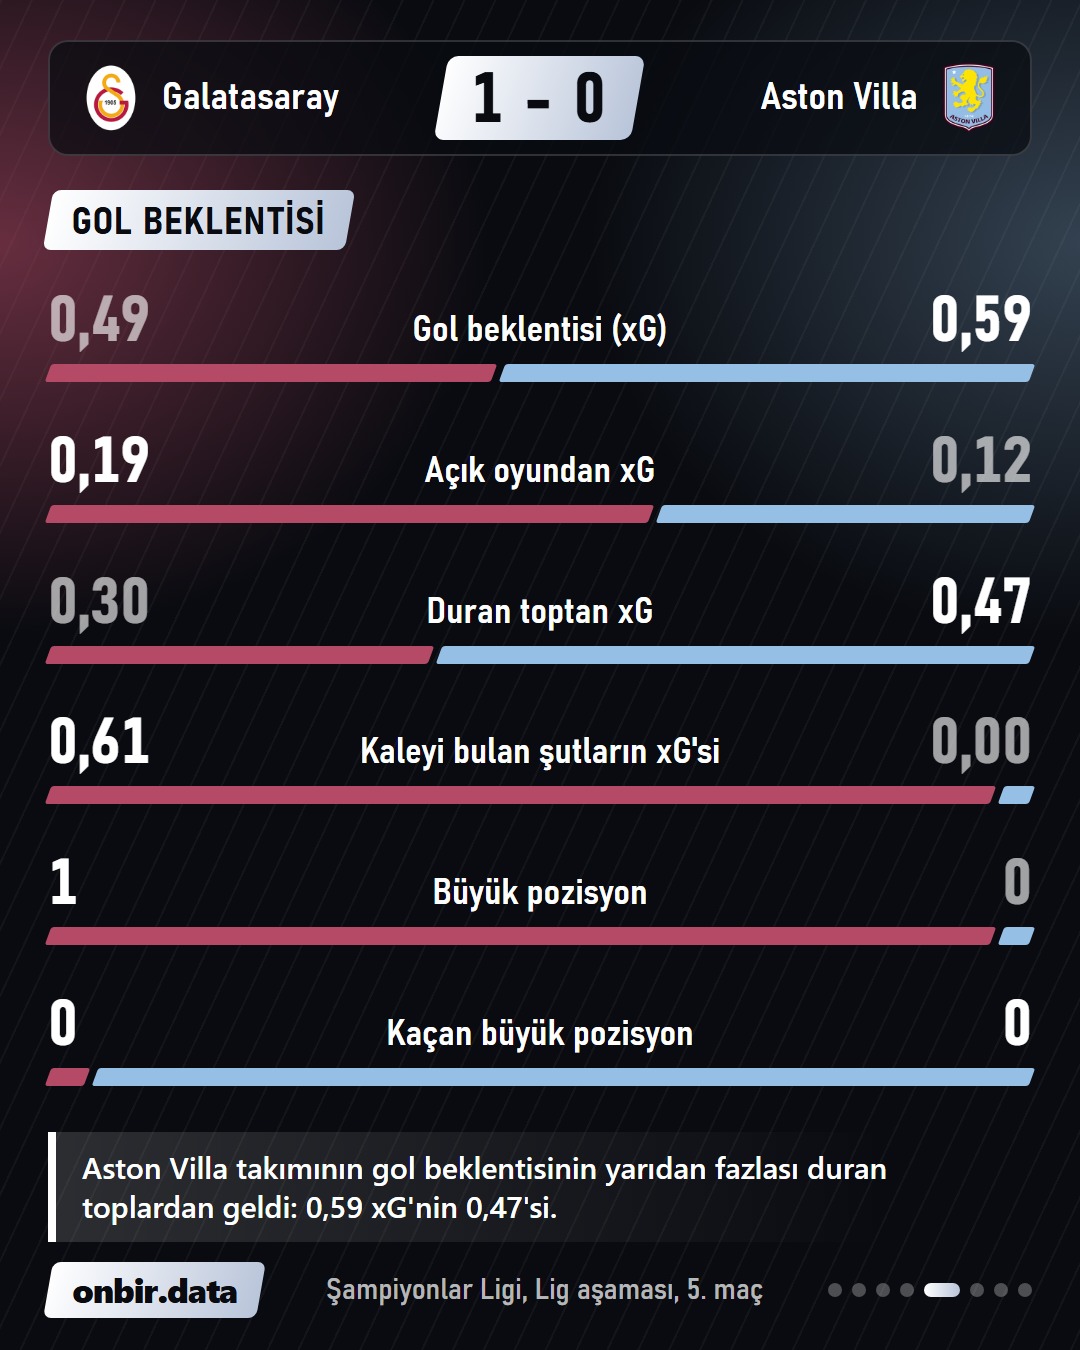 Galatasaray 1 - 0 Aston Villa
1905
ASTON VILLA
GOL BEKLENTİSİ
0,49 Gol beklentisi (xG) 0,59
0,19 Açık oyundan xG 0,12
0,30 Duran toptan xG 0,47
0,61 Kaleyi bulan şutların xG'si 0,00
1 Büyük pozisyon 0
0 Kaçan büyük pozisyon 0
Aston Villa takımının gol beklentisinin yarıdan fazlası duran
toplardan geldi: 0,59 xG'nin 0,47'si.
onbir.data Şampiyonlar Ligi, Lig aşaması, 5. maç